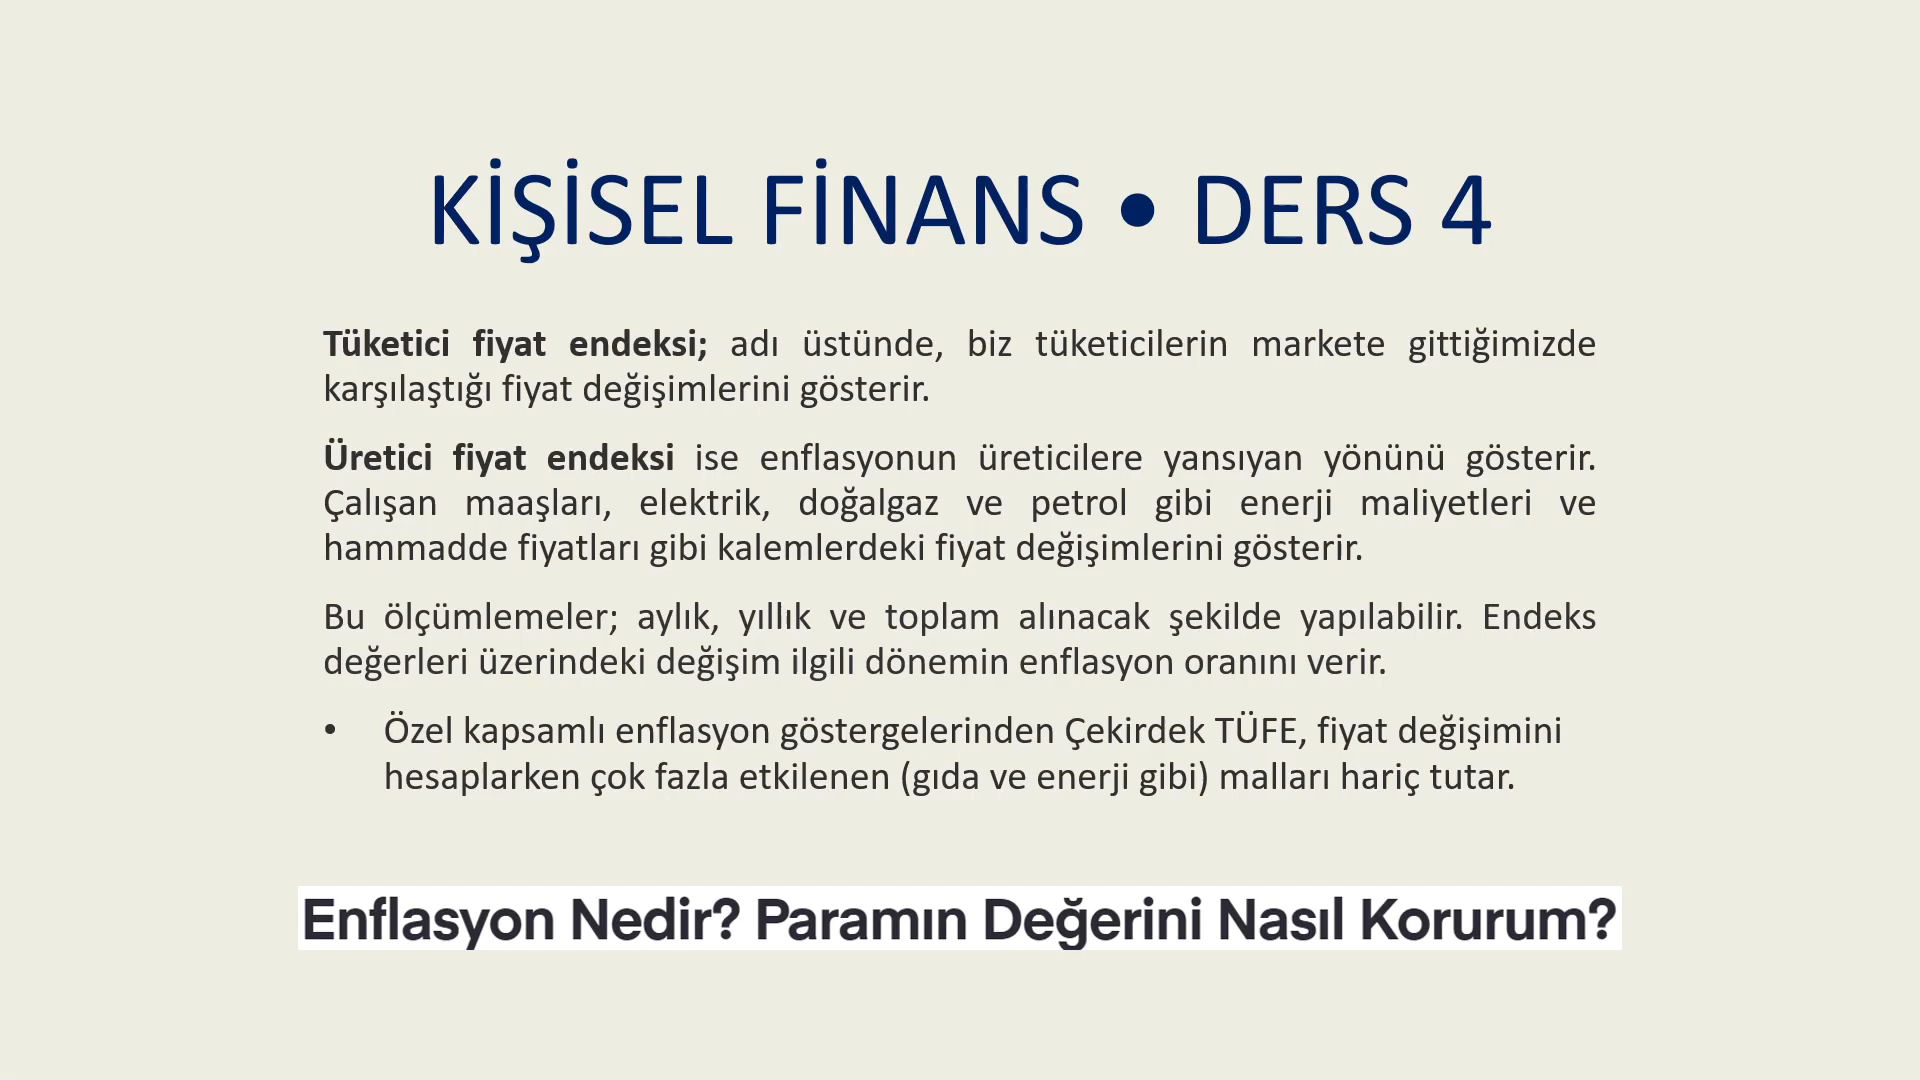 KİŞİSEL FİNANS • DERS 4
Tüketici fiyat endeksi; adı üstünde, biz tüketicilerin markete gittiğimizde
karşılaştığı fiyat değişimlerini gösterir.
Üretici fiyat endeksi ise enflasyonun üreticilere yansıyan yönünü gösterir.
Çalışan maaşları, elektrik, doğalgaz ve petrol gibi enerji maliyetleri ve
hammadde fiyatları gibi kalemlerdeki fiyat değişimlerini gösterir.
Bu ölçümlemeler; aylık, yıllık ve toplam alınacak şekilde yapılabilir. Endeks
değerleri üzerindeki değişim ilgili dönemin enflasyon oranını verir.
• Özel kapsamlı enflasyon göstergelerinden Çekirdek TÜFE, fiyat değişimini
hesaplarken çok fazla etkilenen (gıda ve enerji gibi) malları hariç tutar.
Enflasyon Nedir? Paramın Değerini Nasıl Korurum?